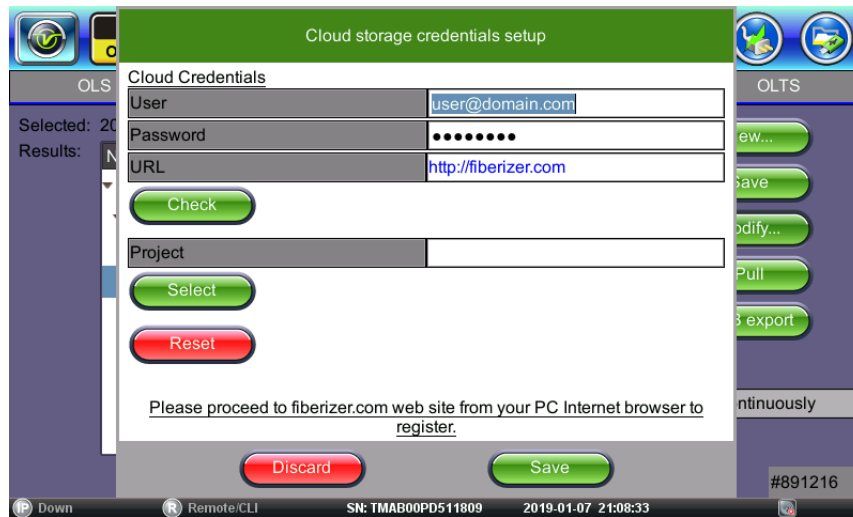 Cloud storage credentials setup
OLS
OLTS
Cloud Credentials
User user@domain.com
Selected: 20
Password ●●●●●●●●
ew...
Results:
URL http://fiberizer.com
Save
Check
odify...
Project
Pull
Select
export
Reset
Please proceed to fiberizer.com web site from your PC Internet browser to
register.
ntinuously
Discard
Save
#891216
IP Down
R Remote/CLI
SN: TMAB00PD511809
2019-01-07 21:08:33